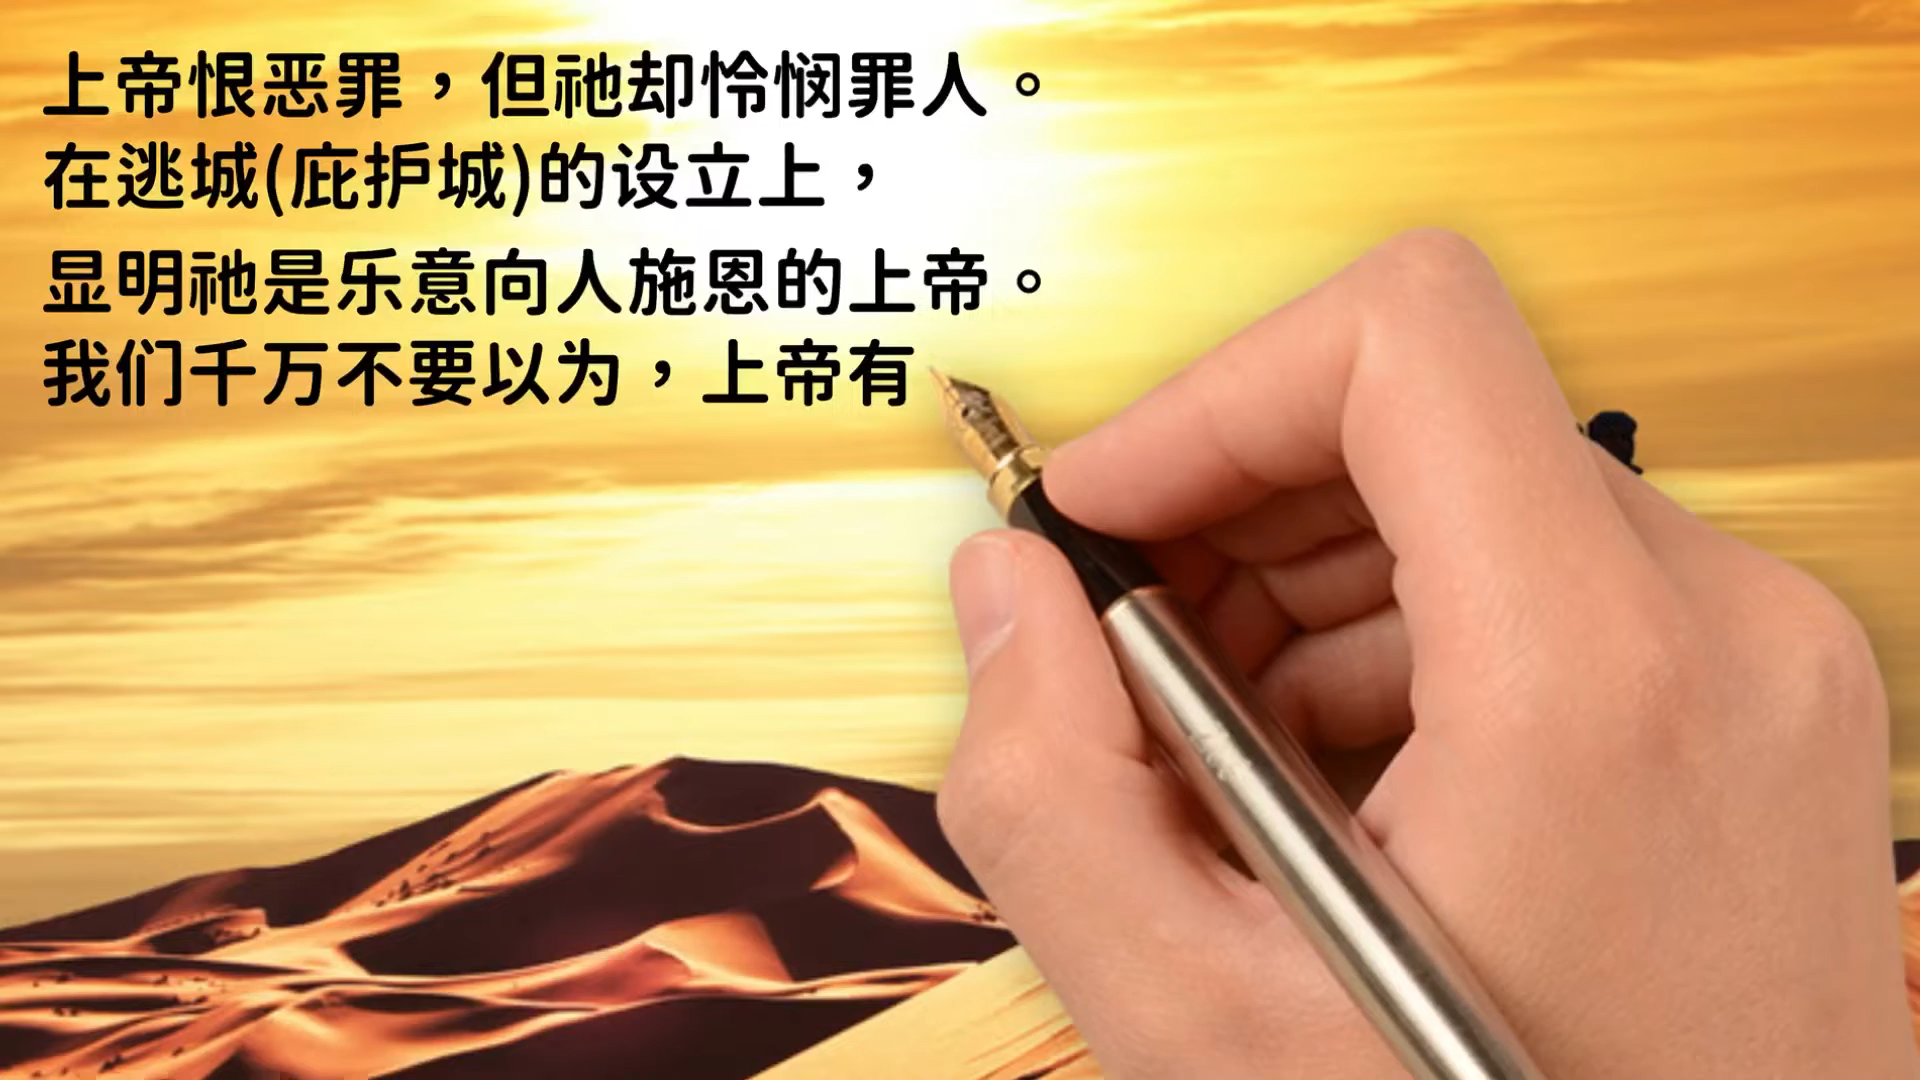 上帝恨恶罪，但祂却怜悯罪人。
在逃城(庇护城)的设立上，
显明祂是乐意向人施恩的上帝。
我们千万不要以为，上帝有